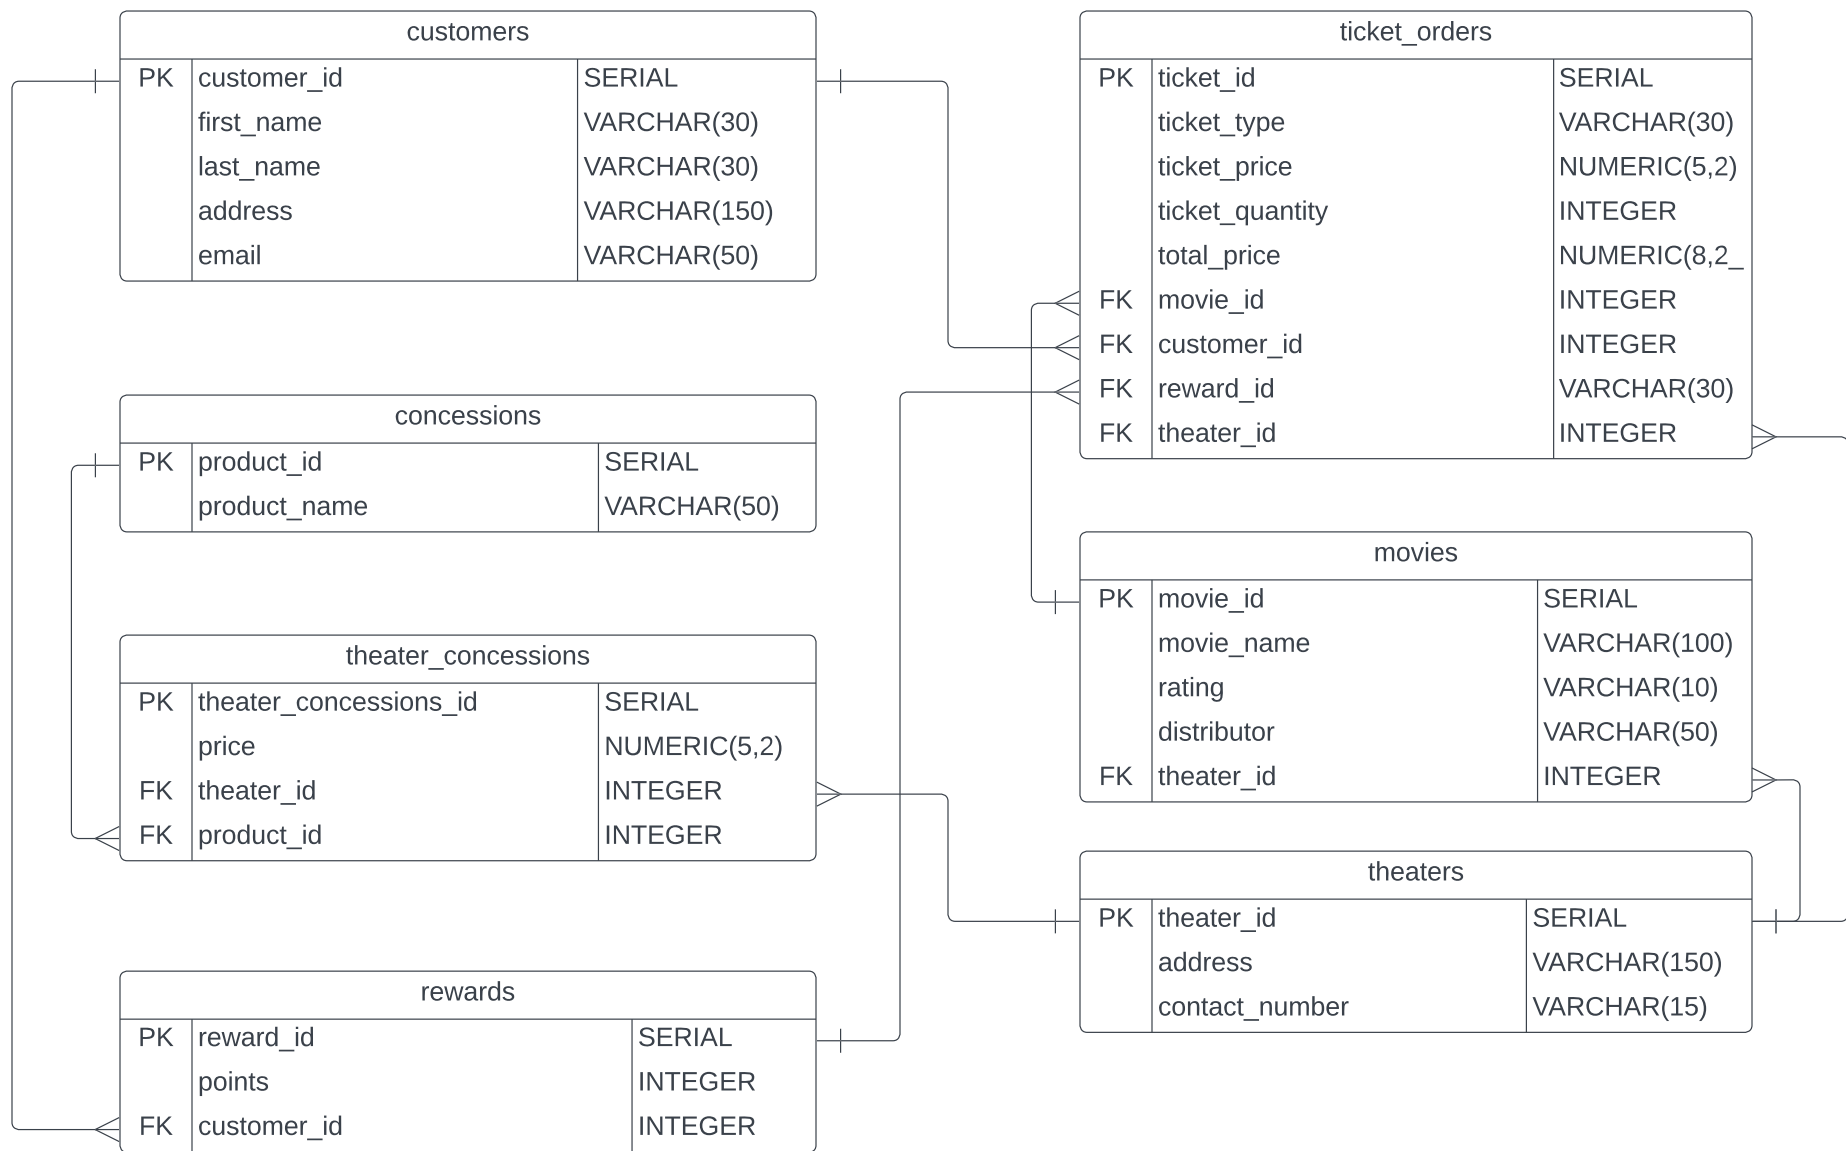 customers
PK customer_id SERIAL
first_name VARCHAR(30)
last_name VARCHAR(30)
address VARCHAR(150)
email VARCHAR(50)
concessions
PK product_id SERIAL
product_name VARCHAR(50)
theater_concessions
PK theater_concessions_id SERIAL
price NUMERIC(5,2)
FK theater_id INTEGER
FK product_id INTEGER
rewards
PK reward_id SERIAL
points INTEGER
FK customer_id INTEGER
ticket_orders
PK ticket_id SERIAL
ticket_type VARCHAR(30)
ticket_price NUMERIC(5,2)
ticket_quantity INTEGER
total_price NUMERIC(8,2_
FK movie_id INTEGER
FK customer_id INTEGER
FK reward_id VARCHAR(30)
FK theater_id INTEGER
movies
PK movie_id SERIAL
movie_name VARCHAR(100)
rating VARCHAR(10)
distributor VARCHAR(50)
FK theater_id INTEGER
theaters
PK theater_id SERIAL
address VARCHAR(150)
contact_number VARCHAR(15)